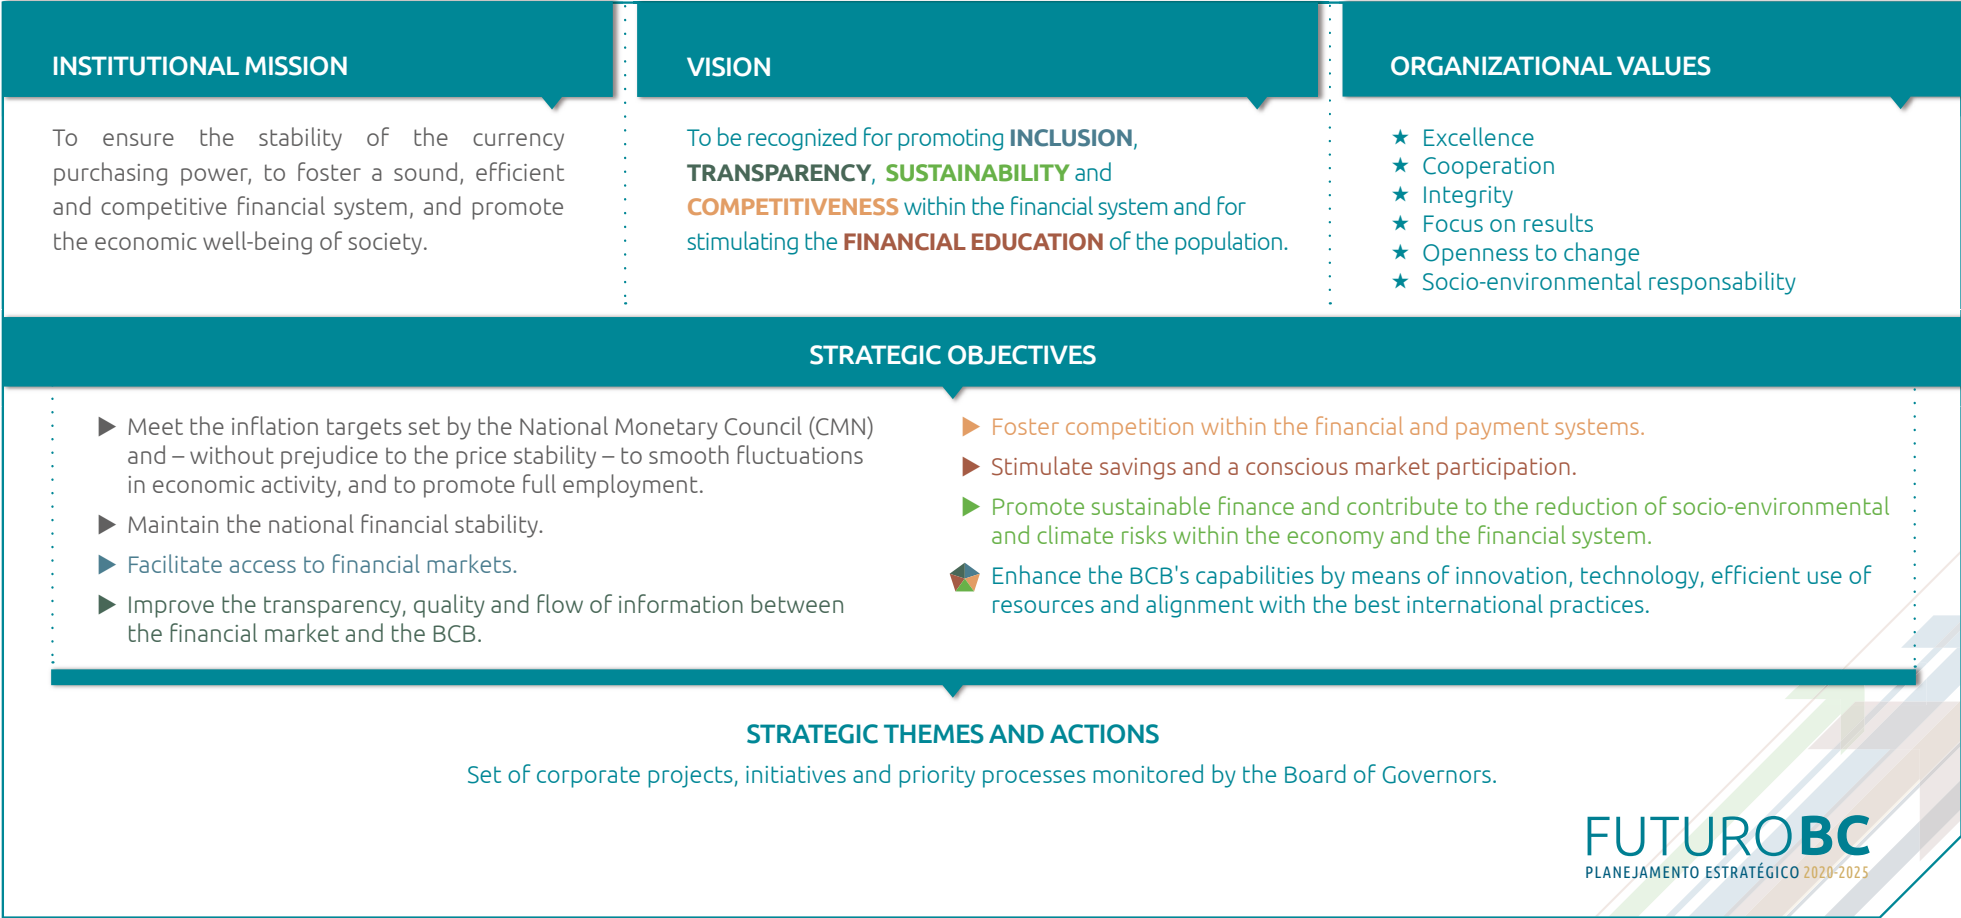 INSTITUTIONAL MISSION
To ensure the stability of the currency
purchasing power, to foster a sound, efficient
and competitive financial system, and promote
the economic well-being of society.
VISION
To be recognized for promoting INCLUSION,
TRANSPARENCY, SUSTAINABILITY and
COMPETITIVENESS within the financial system and for
stimulating the FINANCIAL EDUCATION of the population.
ORGANIZATIONAL VALUES
★ Excellence
★ Cooperation
★ Integrity
★ Focus on results
★ Openness to change
★ Socio-environmental responsability
STRATEGIC OBJECTIVES
▶ Meet the inflation targets set by the National Monetary Council (CMN)
and – without prejudice to the price stability – to smooth fluctuations
in economic activity, and to promote full employment.
▶ Maintain the national financial stability.
▶ Facilitate access to financial markets.
▶ Improve the transparency, quality and flow of information between
the financial market and the BCB.
▶ Foster competition within the financial and payment systems.
▶ Stimulate savings and a conscious market participation.
▶ Promote sustainable finance and contribute to the reduction of socio-environmental
and climate risks within the economy and the financial system.
Enhance the BCB's capabilities by means of innovation, technology, efficient use of
resources and alignment with the best international practices.
STRATEGIC THEMES AND ACTIONS
Set of corporate projects, initiatives and priority processes monitored by the Board of Governors.
FUTUROBC
PLANEJAMENTO ESTRATÉGICO 2020-2025